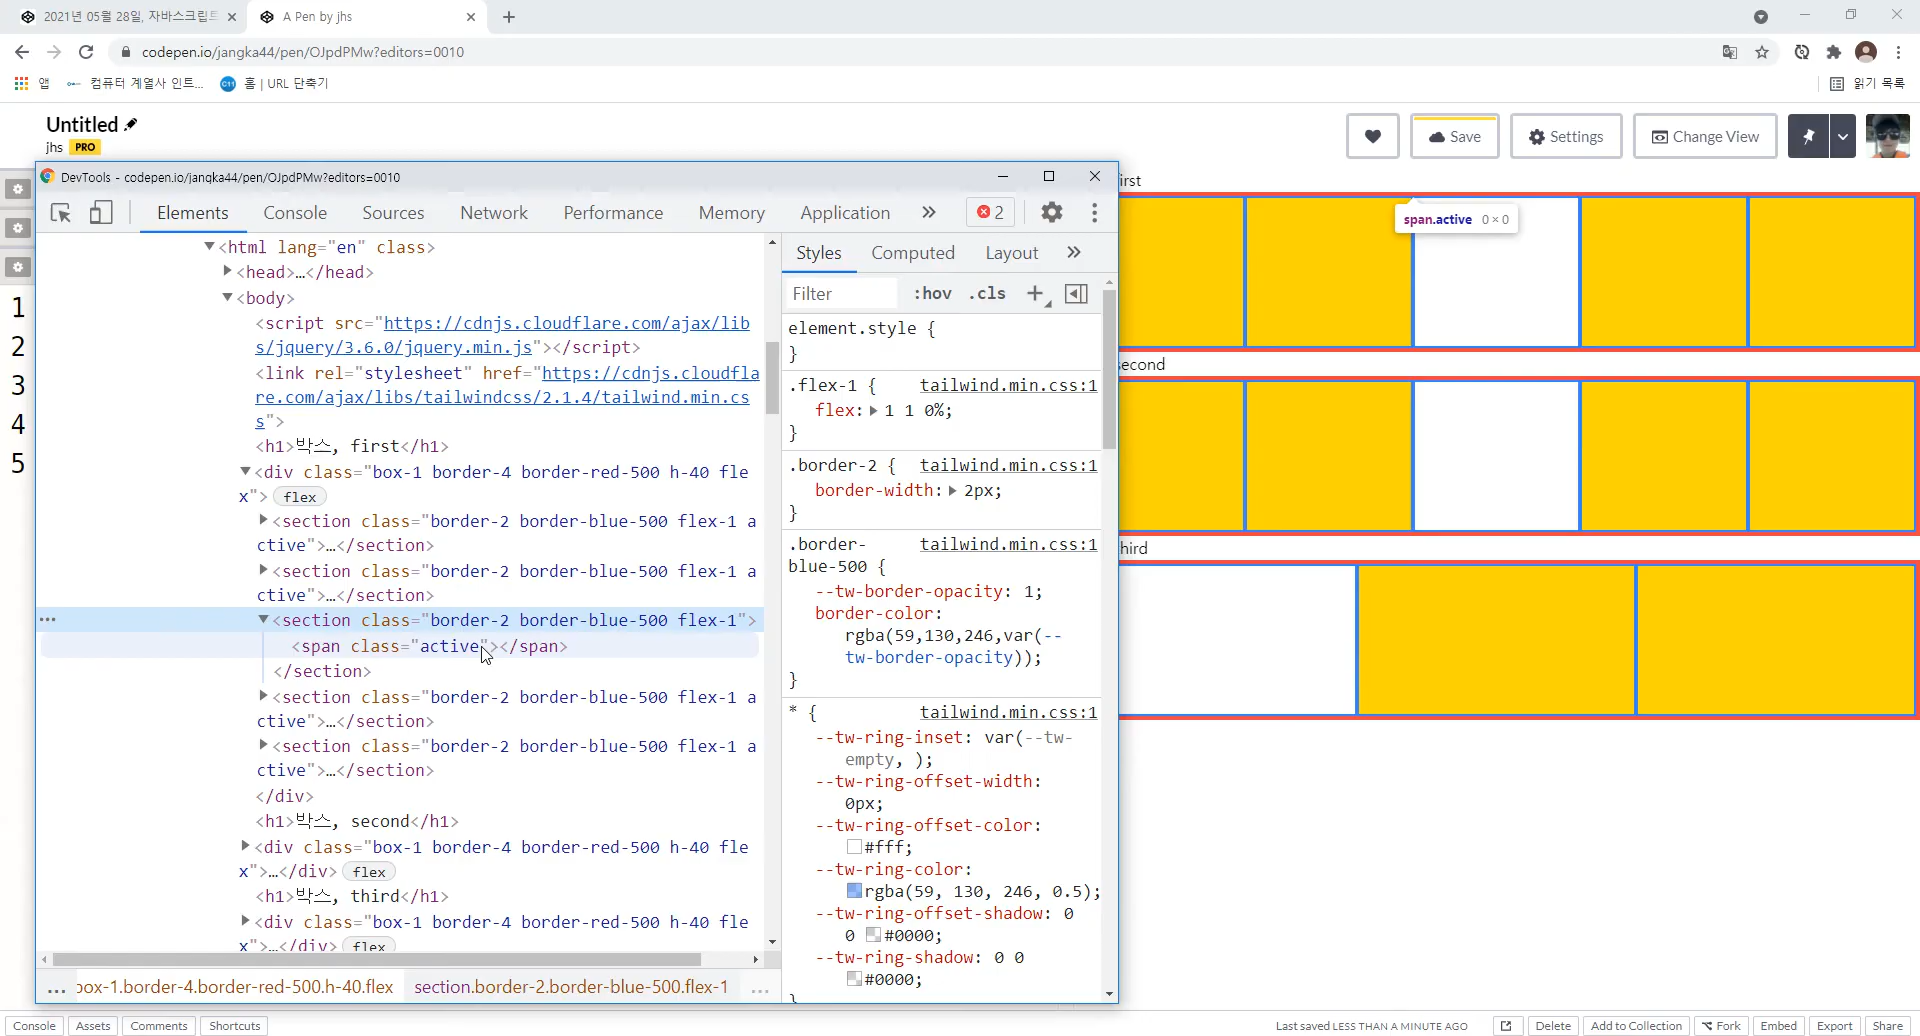 2021년 05월 28일, 자바스크립트
A Pen by jhs
codepen.io/jangka44/pen/OJpdPMw?editors=0010
앱
컴퓨터 계열사 인트...
C11
홈 | URL 단축기
읽기 목록
Untitled
jhs PRO
Save
Settings
Change View
DevTools - codepen.io/jangka44/pen/OJpdPMw?editors=0010
Elements Console Sources Network Performance Memory Application » 2
<html lang="en" class>
<head>…</head>
<body>
<script src="https://cdnjs.cloudflare.com/ajax/lib
s/jquery/3.6.0/jquery.min.js"></script>
<link rel="stylesheet" href="https://cdnjs.cloudfla
re.com/ajax/libs/tailwindcss/2.1.4/tailwind.min.cs
s">
<h1>박스, first</h1>
<div class="box-1 border-4 border-red-500 h-40 fle
x"> flex
<section class="border-2 border-blue-500 flex-1 a
ctive">…</section>
<section class="border-2 border-blue-500 flex-1 a
ctive">…</section>
<section class="border-2 border-blue-500 flex-1">
<span class="active"></span>
</section>
<section class="border-2 border-blue-500 flex-1 a
ctive">…</section>
<section class="border-2 border-blue-500 flex-1 a
ctive">…</section>
</div>
<h1>박스, second</h1>
<div class="box-1 border-4 border-red-500 h-40 fle
x">…</div> flex
<h1>박스, third</h1>
<div class="box-1 border-4 border-red-500 h-40 fle
x">…</div> flex
... box-1.border-4.border-red-500.h-40.flex section.border-2.border-blue-500.flex-1 ...
Styles Computed Layout »
Filter :hov .cls +
element.style {
}
.flex-1 { tailwind.min.css:1
flex: 1 1 0%;
}
.border-2 { tailwind.min.css:1
border-width: 2px;
}
.border- tailwind.min.css:1
blue-500 {
--tw-border-opacity: 1;
border-color:
rgba(59,130,246,var(--
tw-border-opacity));
}
* { tailwind.min.css:1
--tw-ring-inset: var(--tw-
empty, );
--tw-ring-offset-width:
0px;
--tw-ring-offset-color:
#fff;
--tw-ring-color:
rgba(59, 130, 246, 0.5);
--tw-ring-offset-shadow: 0
0 #0000;
--tw-ring-shadow: 0 0
#0000;
1
2
3
4
5
irst
span.active 0 × 0
second
hird
Console Assets Comments Shortcuts
Last saved LESS THAN A MINUTE AGO
Delete Add to Collection Fork Embed Export Share